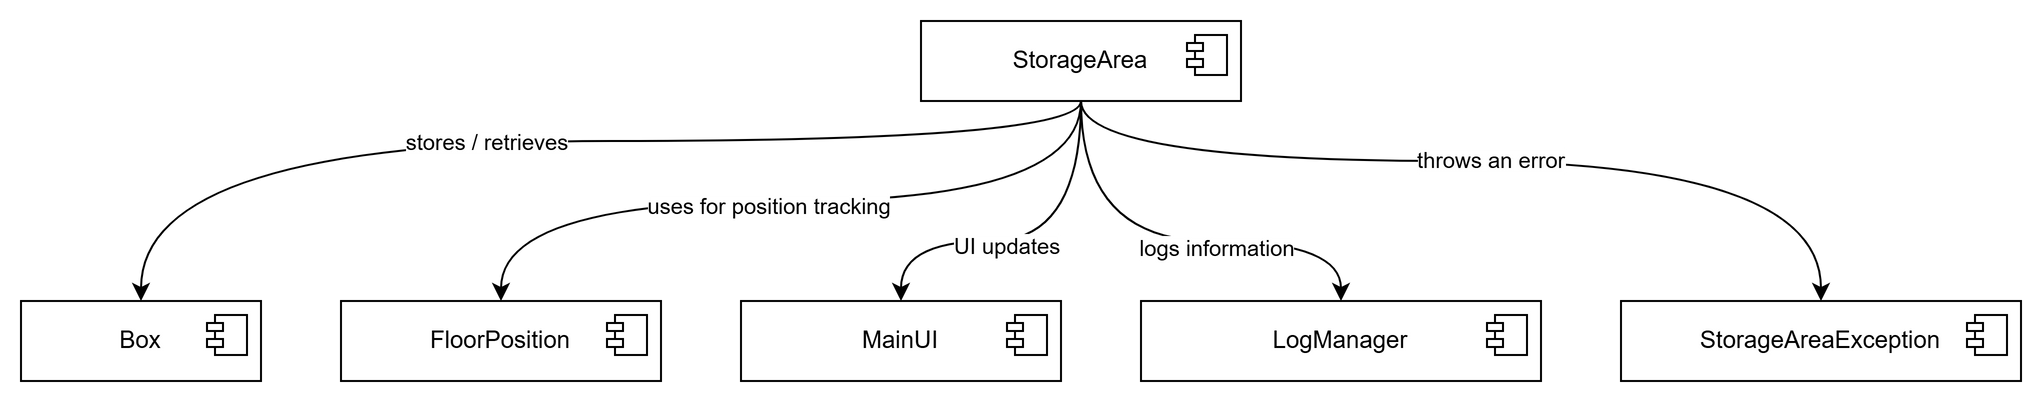 StorageArea
stores / retrieves
throws an error
uses for position tracking
UI updates
logs information
Box
FloorPosition
MainUI
LogManager
StorageAreaException